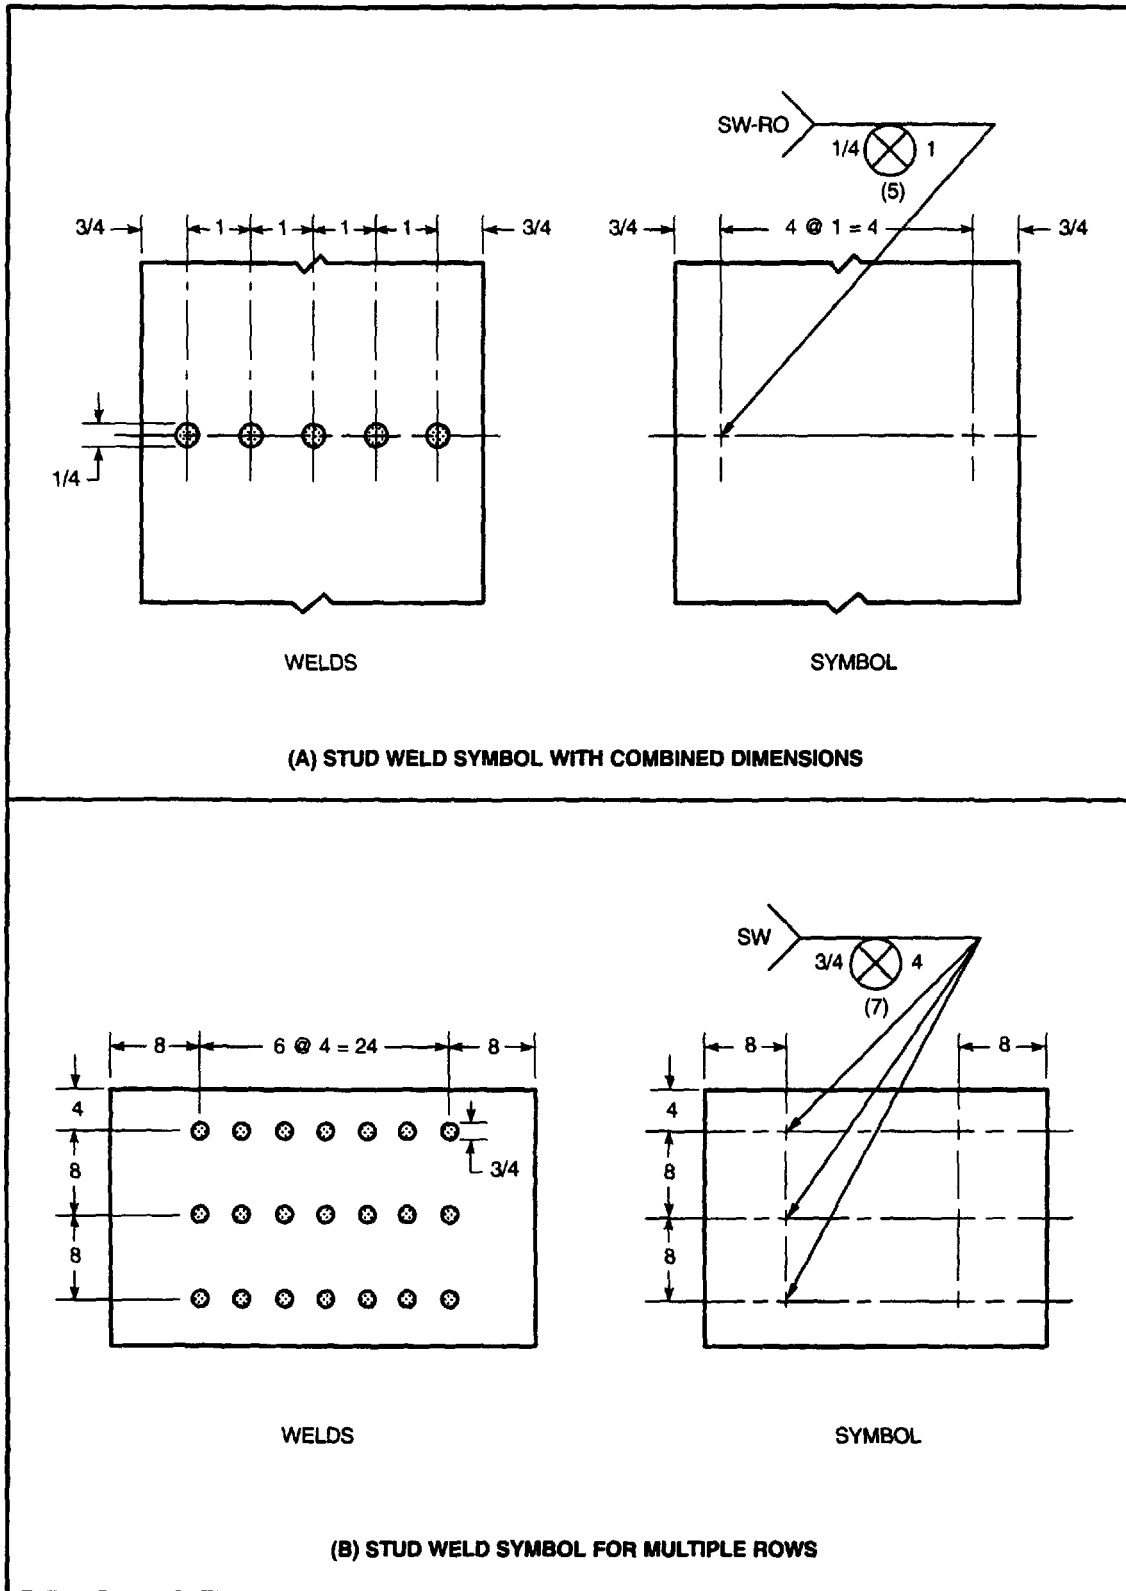 SW-RO
1/4 1
(5)
3/4 1 1 1 1 3/4
3/4 4 @ 1 = 4 3/4
1/4
WELDS
SYMBOL
(A) STUD WELD SYMBOL WITH COMBINED DIMENSIONS
SW
3/4 4
(7)
8 6 @ 4 = 24 8
8 8
4
4
3/4
8
8
8
8
WELDS
SYMBOL
(B) STUD WELD SYMBOL FOR MULTIPLE ROWS